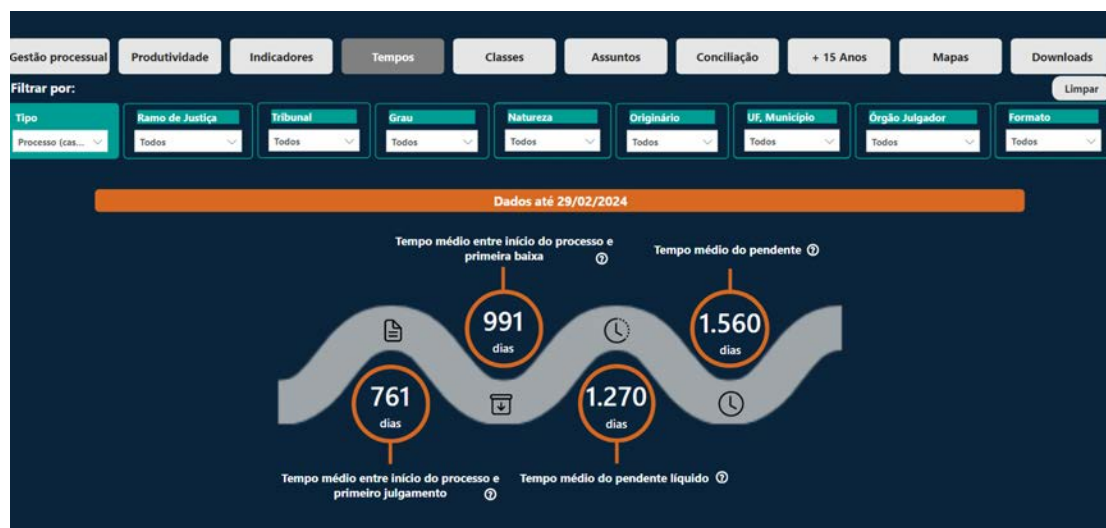 Gestão processual
Produtividade
Indicadores
Tempos
Classes
Assuntos
Conciliação
+ 15 Anos
Mapas
Downloads
Filtrar por:
Limpar
Tipo
Processo (cas...
Ramo de Justiça
Todos
Tribunal
Todos
Grau
Todos
Natureza
Todos
Originário
Todos
UF, Município
Todos
Órgão Julgador
Todos
Formato
Todos
Dados até 29/02/2024
Tempo médio entre início do processo e
primeira baixa
Tempo médio do pendente
991
dias
1.560
dias
761
dias
1.270
dias
Tempo médio entre início do processo e
primeiro julgamento
Tempo médio do pendente líquido